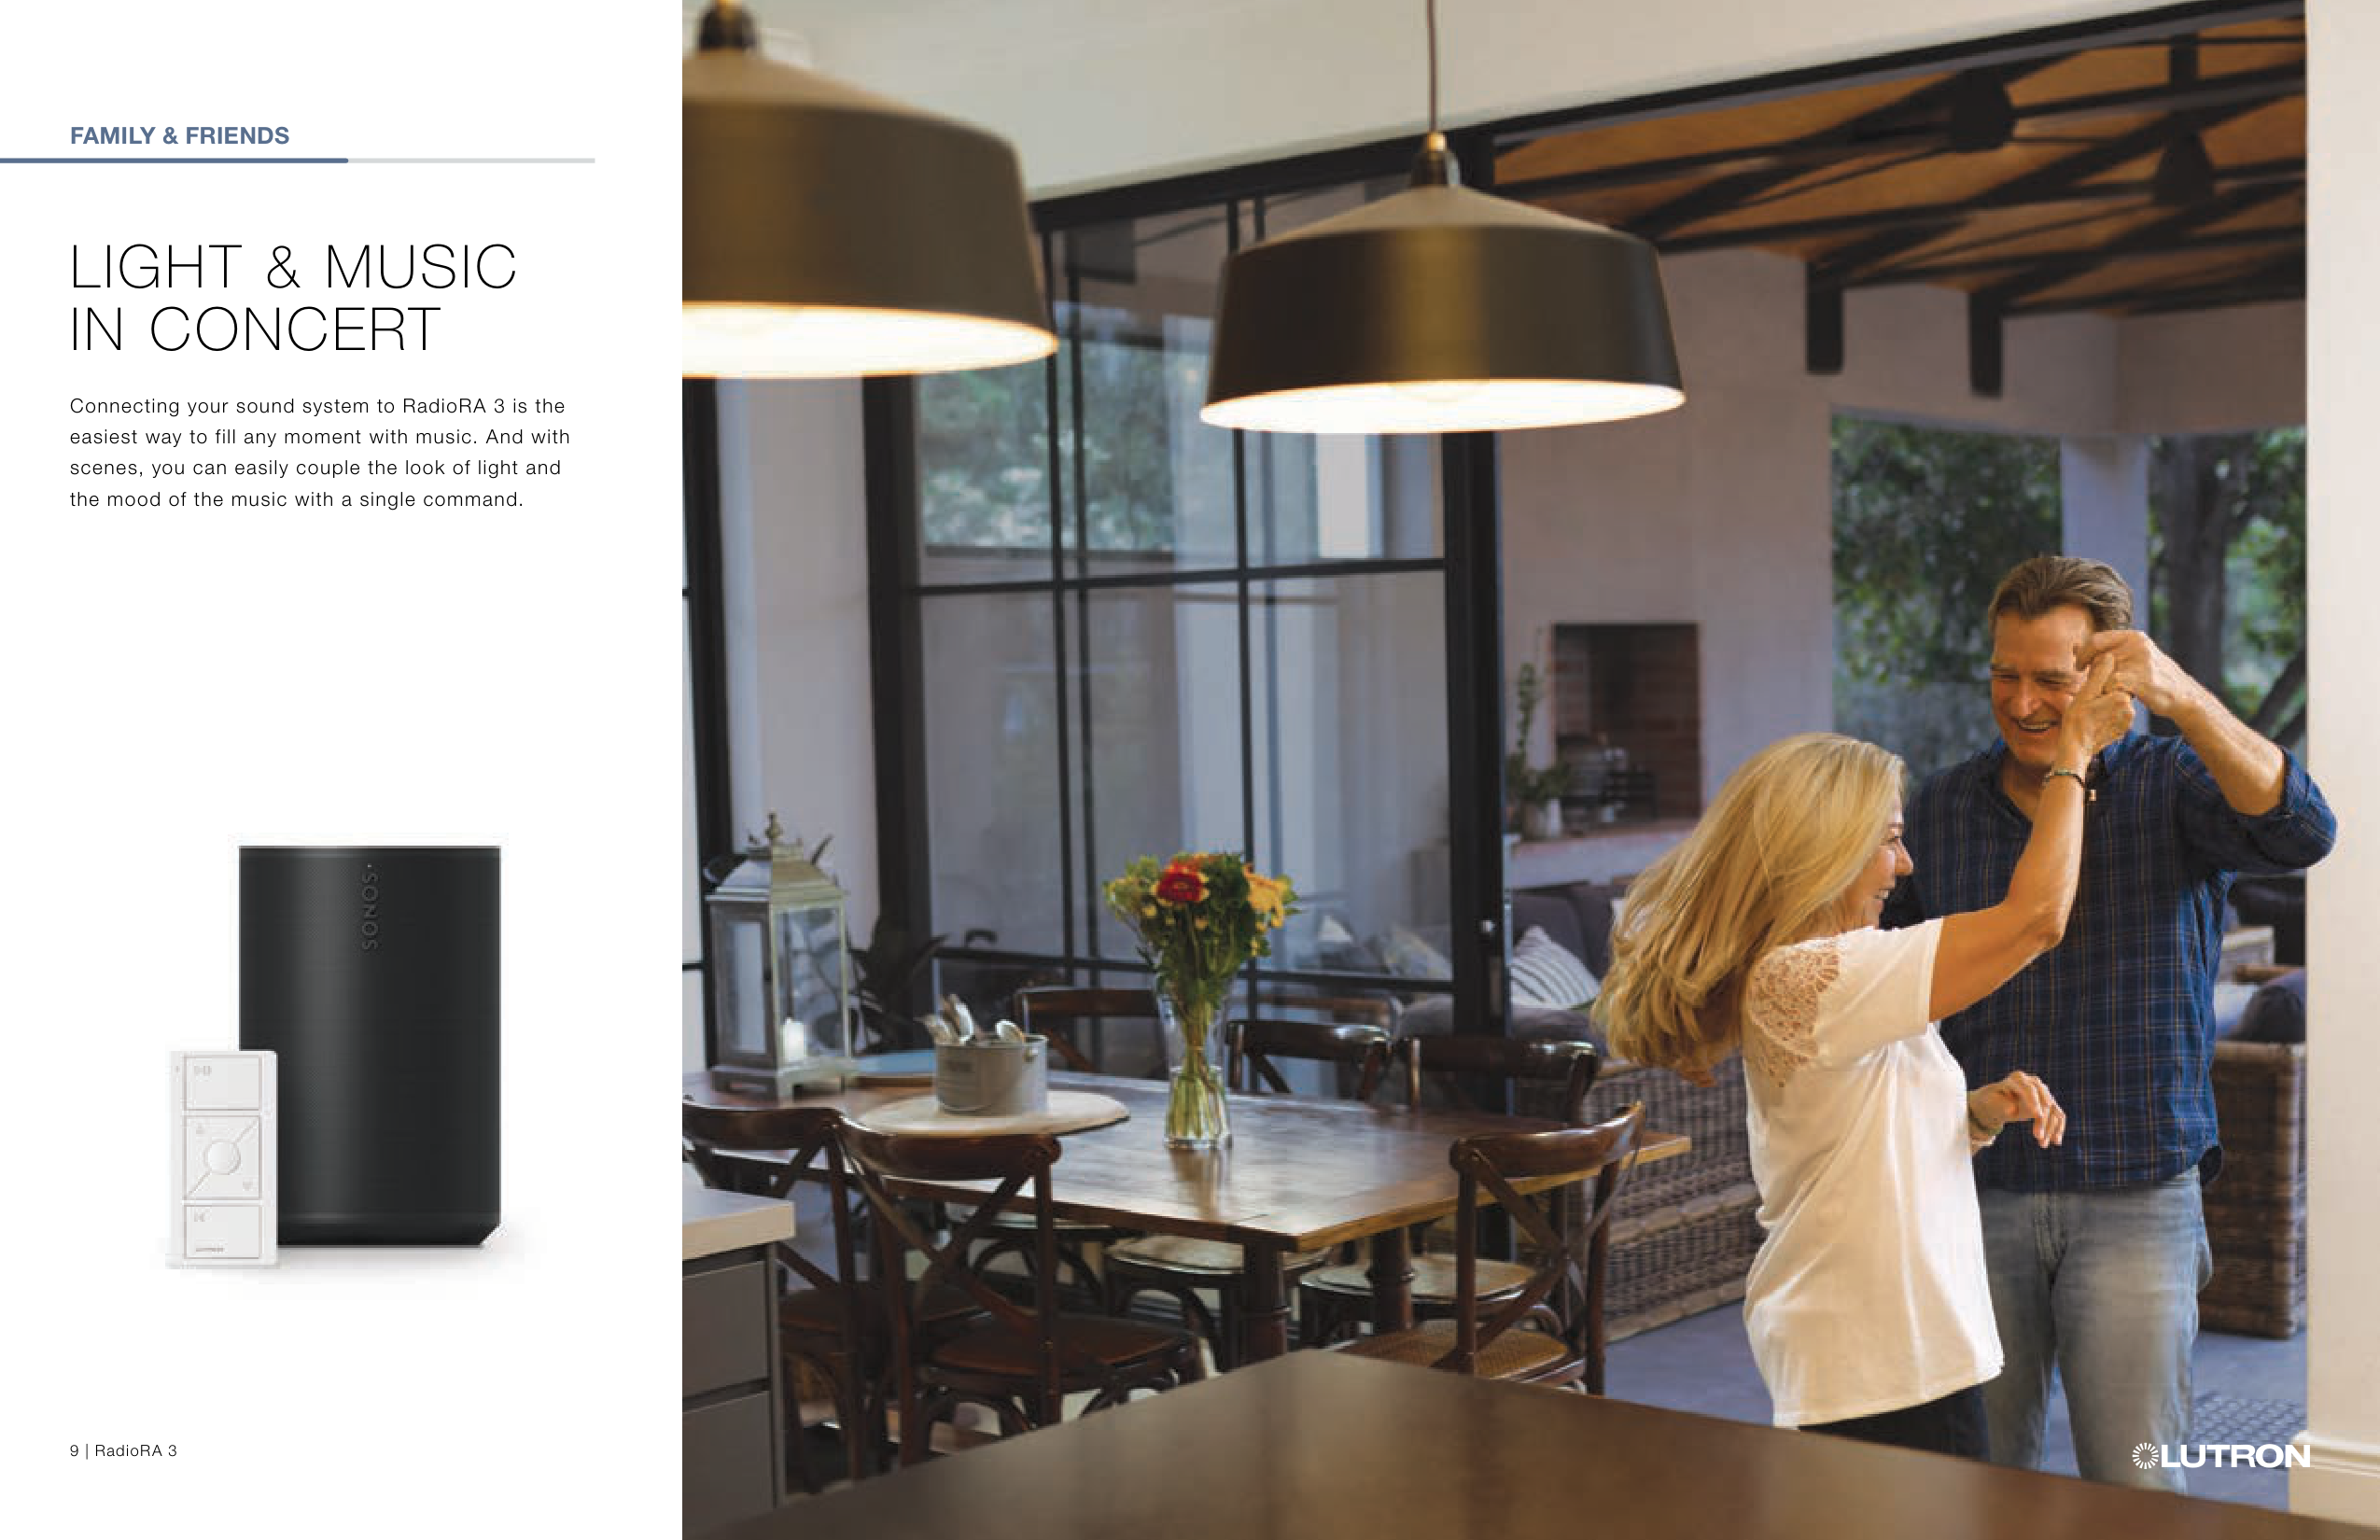 FAMILY & FRIENDS
LIGHT & MUSIC
IN CONCERT
Connecting your sound system to RadioRA 3 is the
easiest way to fill any moment with music. And with
scenes, you can easily couple the look of light and
the mood of the music with a single command.
SONOS
LUTRON
9 | RadioRA 3
LUTRON